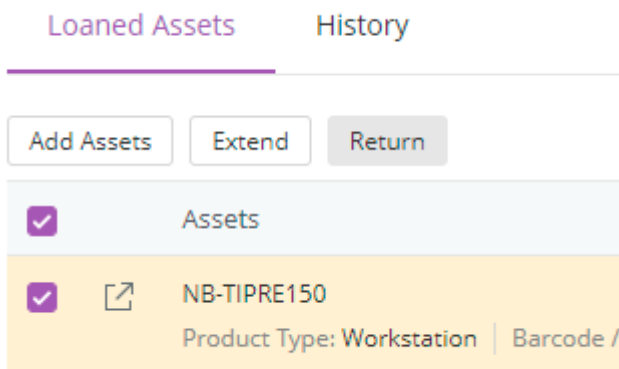 Loaned Assets History
Add Assets Extend Return
Assets
NB-TIPRE150
Product Type: Workstation Barcode /